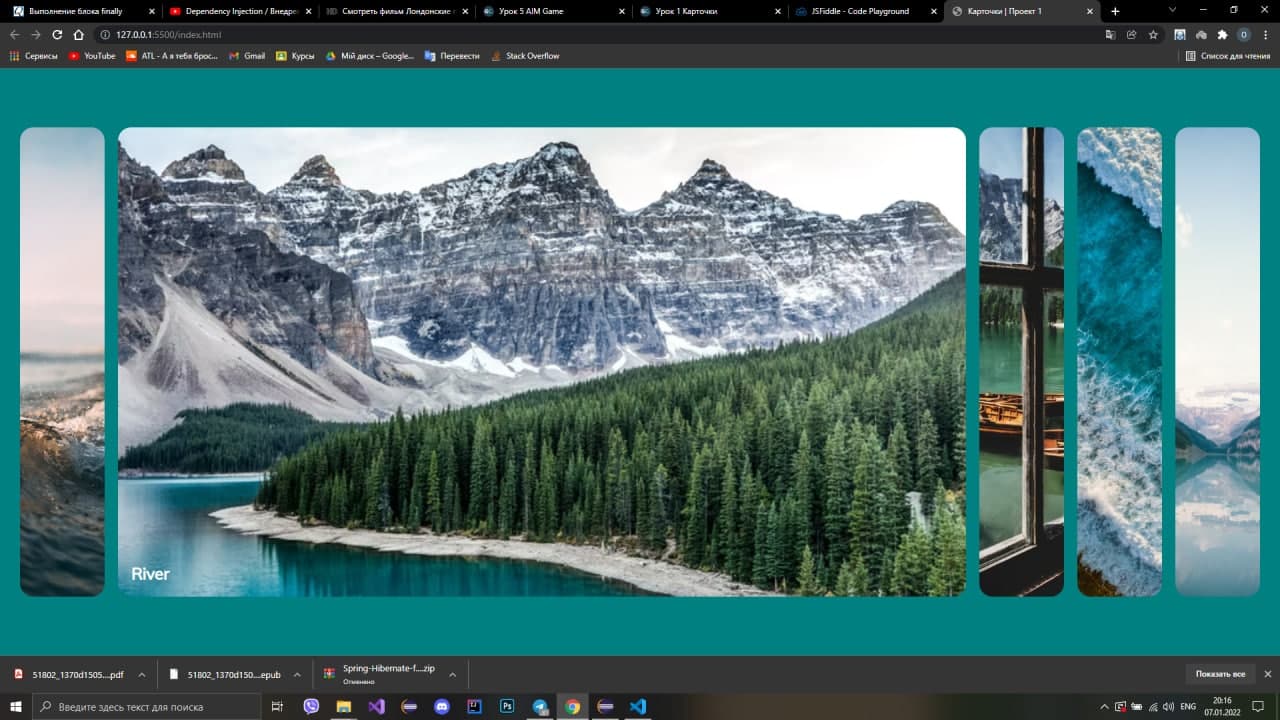 Выполнение блока finally
Dependency Injection / Внедре
Смотреть фильм Лондонские г
Урок 5 AIM Game
Урок 1 Карточки
JSFiddle - Code Playground
Карточки | Проект 1
127.0.0.1:5500/index.html
O
Сервисы
YouTube
ATL - А я тебя брос...
Gmail
Курсы
Мій диск – Google...
Перевести
Stack Overflow
Список для чтения
River
51802_1370d1505....pdf
51802_1370d150....epub
Spring-Hibernate-f....zip
Отменено
Показать все
Введите здесь текст для поиска
ENG
20:16
07.01.2022